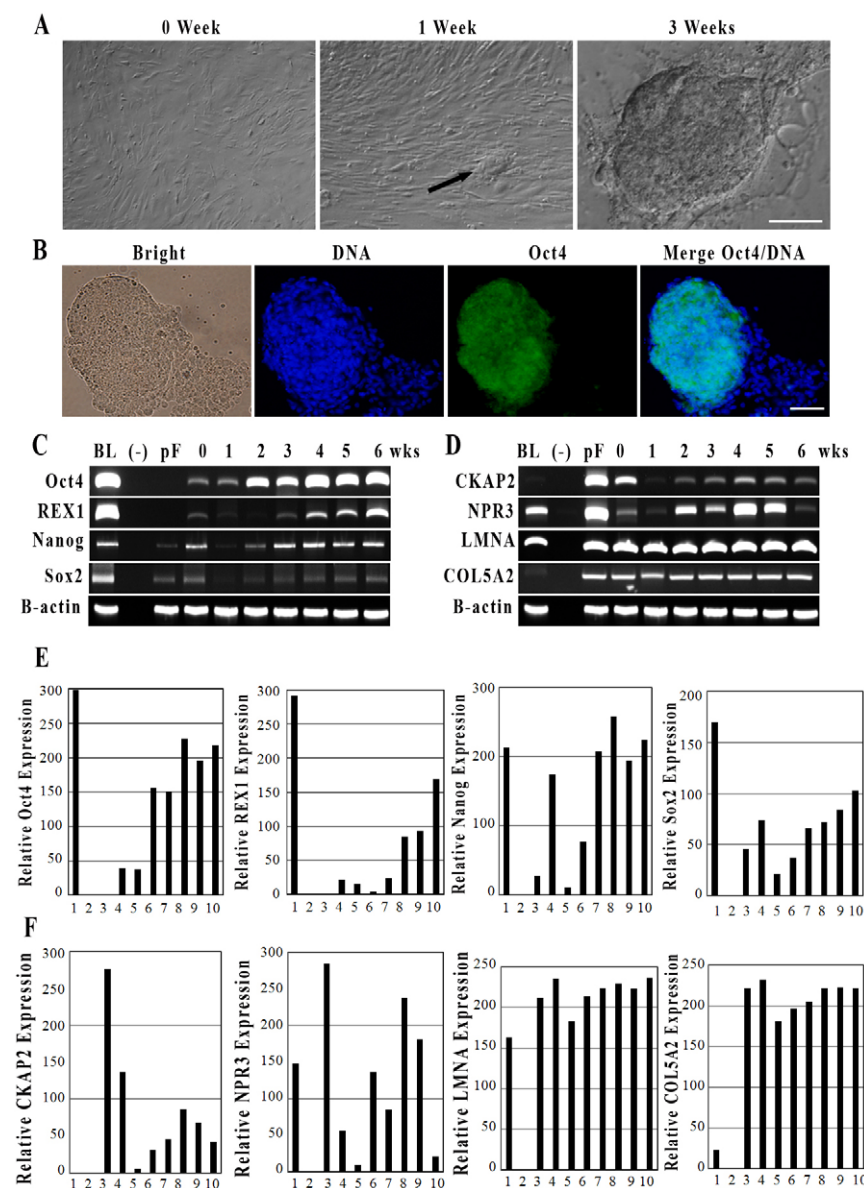 A 0 Week 1 Week 3 Weeks
B Bright DNA Oct4 Merge Oct4/DNA
C BL (-) pF 0 1 2 3 4 5 6 wks
Oct4
REX1
Nanog
Sox2
B-actin
D BL (-) pF 0 1 2 3 4 5 6 wks
CKAP2
NPR3
LMNA
COL5A2
B-actin
E
Relative Oct4 Expression
300
250
200
150
100
50
0
1 2 3 4 5 6 7 8 9 10
Relative REX1 Expression
300
250
200
150
100
50
0
1 2 3 4 5 6 7 8 9 10
Relative Nanog Expression
300
200
100
0
1 2 3 4 5 6 7 8 9 10
Relative Sox2 Expression
200
150
100
50
0
1 2 3 4 5 6 7 8 9 10
F
Relative CKAP2 Expression
300
250
200
150
100
50
0
1 2 3 4 5 6 7 8 9 10
Relative NPR3 Expression
300
250
200
150
100
50
0
1 2 3 4 5 6 7 8 9 10
Relative LMNA Expression
250
200
150
100
50
0
1 2 3 4 5 6 7 8 9 10
Relative COL5A2 Expression
250
200
150
100
50
0
1 2 3 4 5 6 7 8 9 10